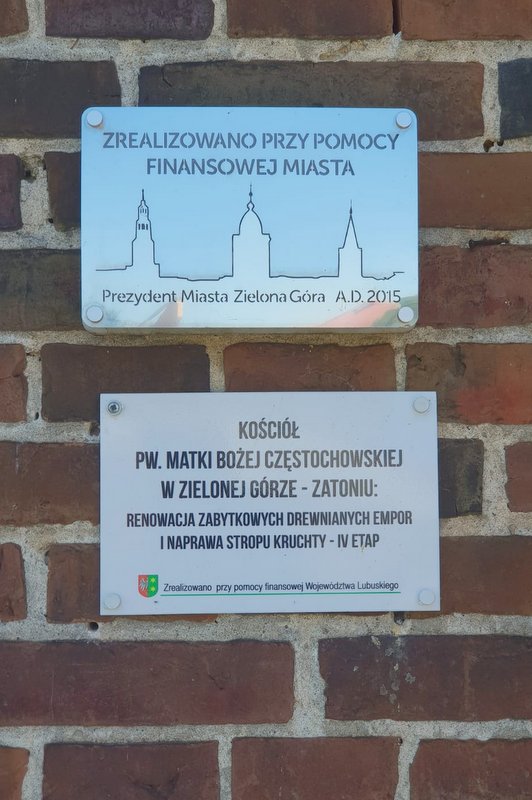 ZREALIZOWANO PRZY POMOCY
FINANSOWEJ MIASTA
Prezydent Miasta Zielona Góra A.D. 2015
KOŚCIÓŁ
PW. MATKI BOŻEJ CZĘSTOCHOWSKIEJ
W ZIELONEJ GÓRZE - ZATONIU:
RENOWACJA ZABYTKOWYCH DREWNIANYCH EMPOR
I NAPRAWA STROPU KRUCHTY - IV ETAP
Zrealizowano przy pomocy finansowej Województwa Lubuskiego